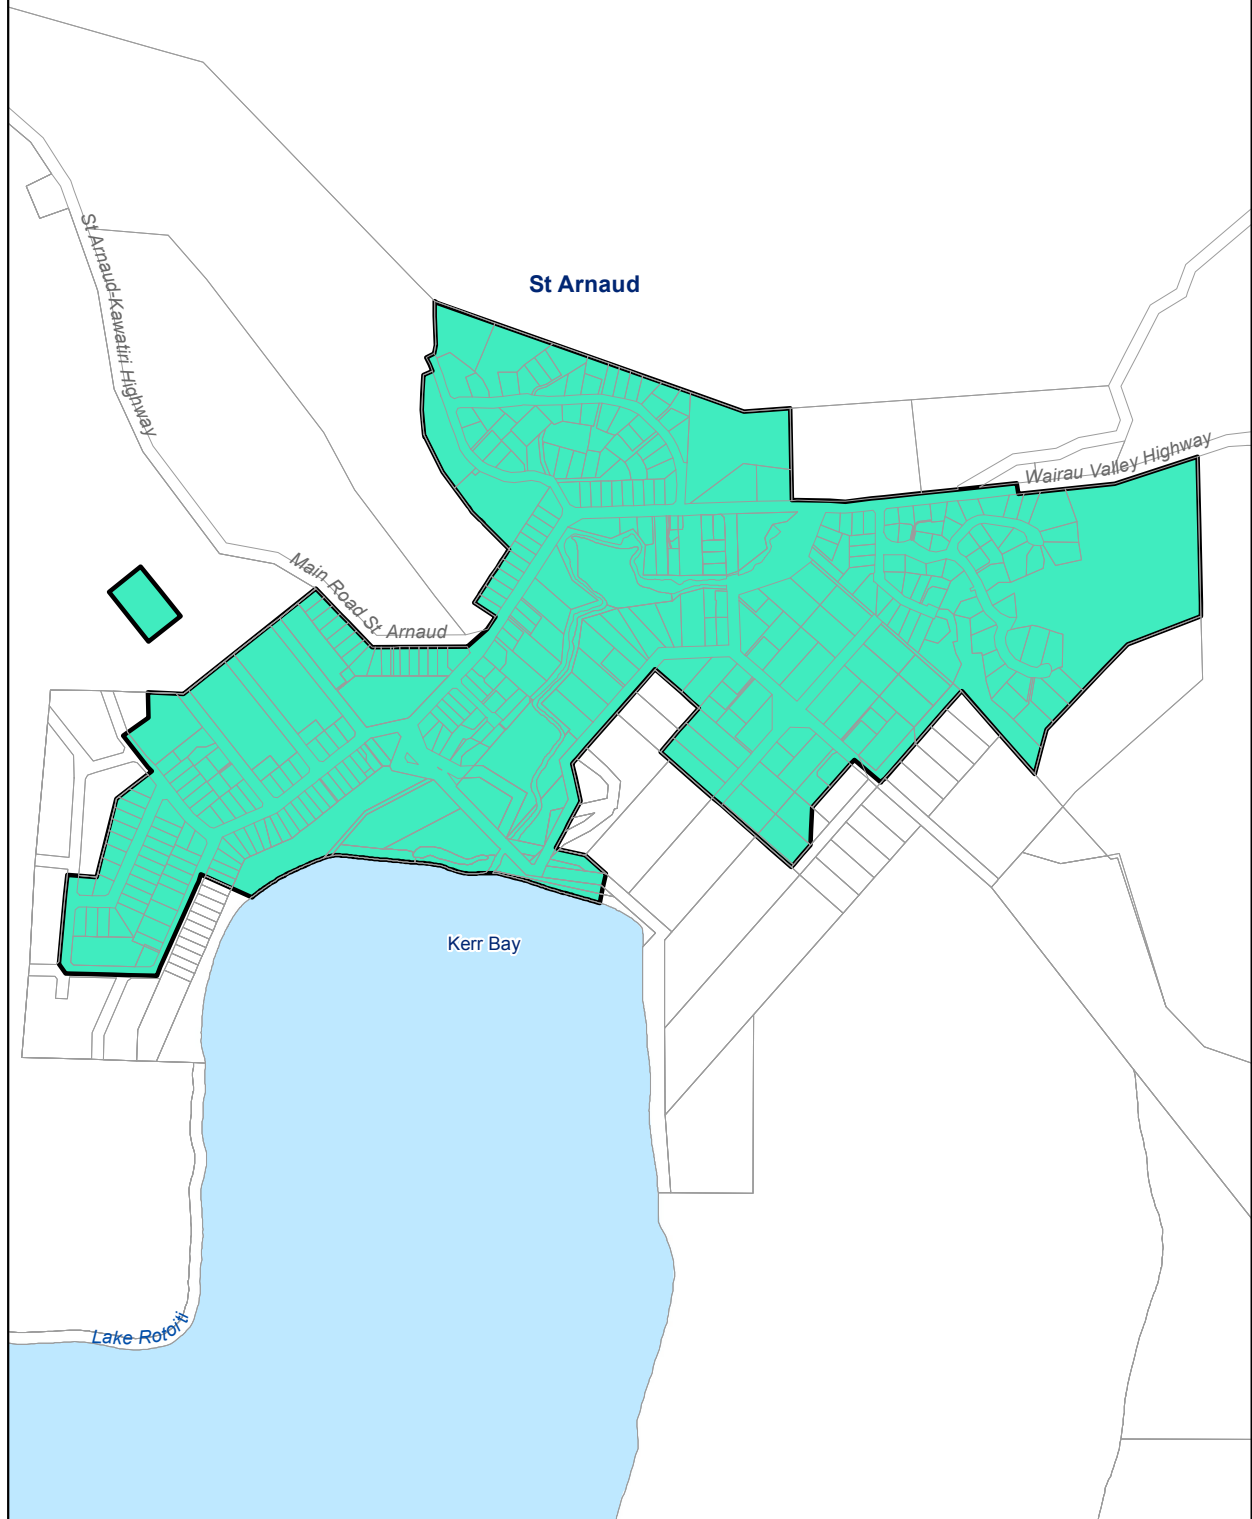 St Arnaud-Kawatiri Highway
St Arnaud
Wairau Valley Highway
Main Road St Arnaud
Kerr Bay
Lake Rotoiti